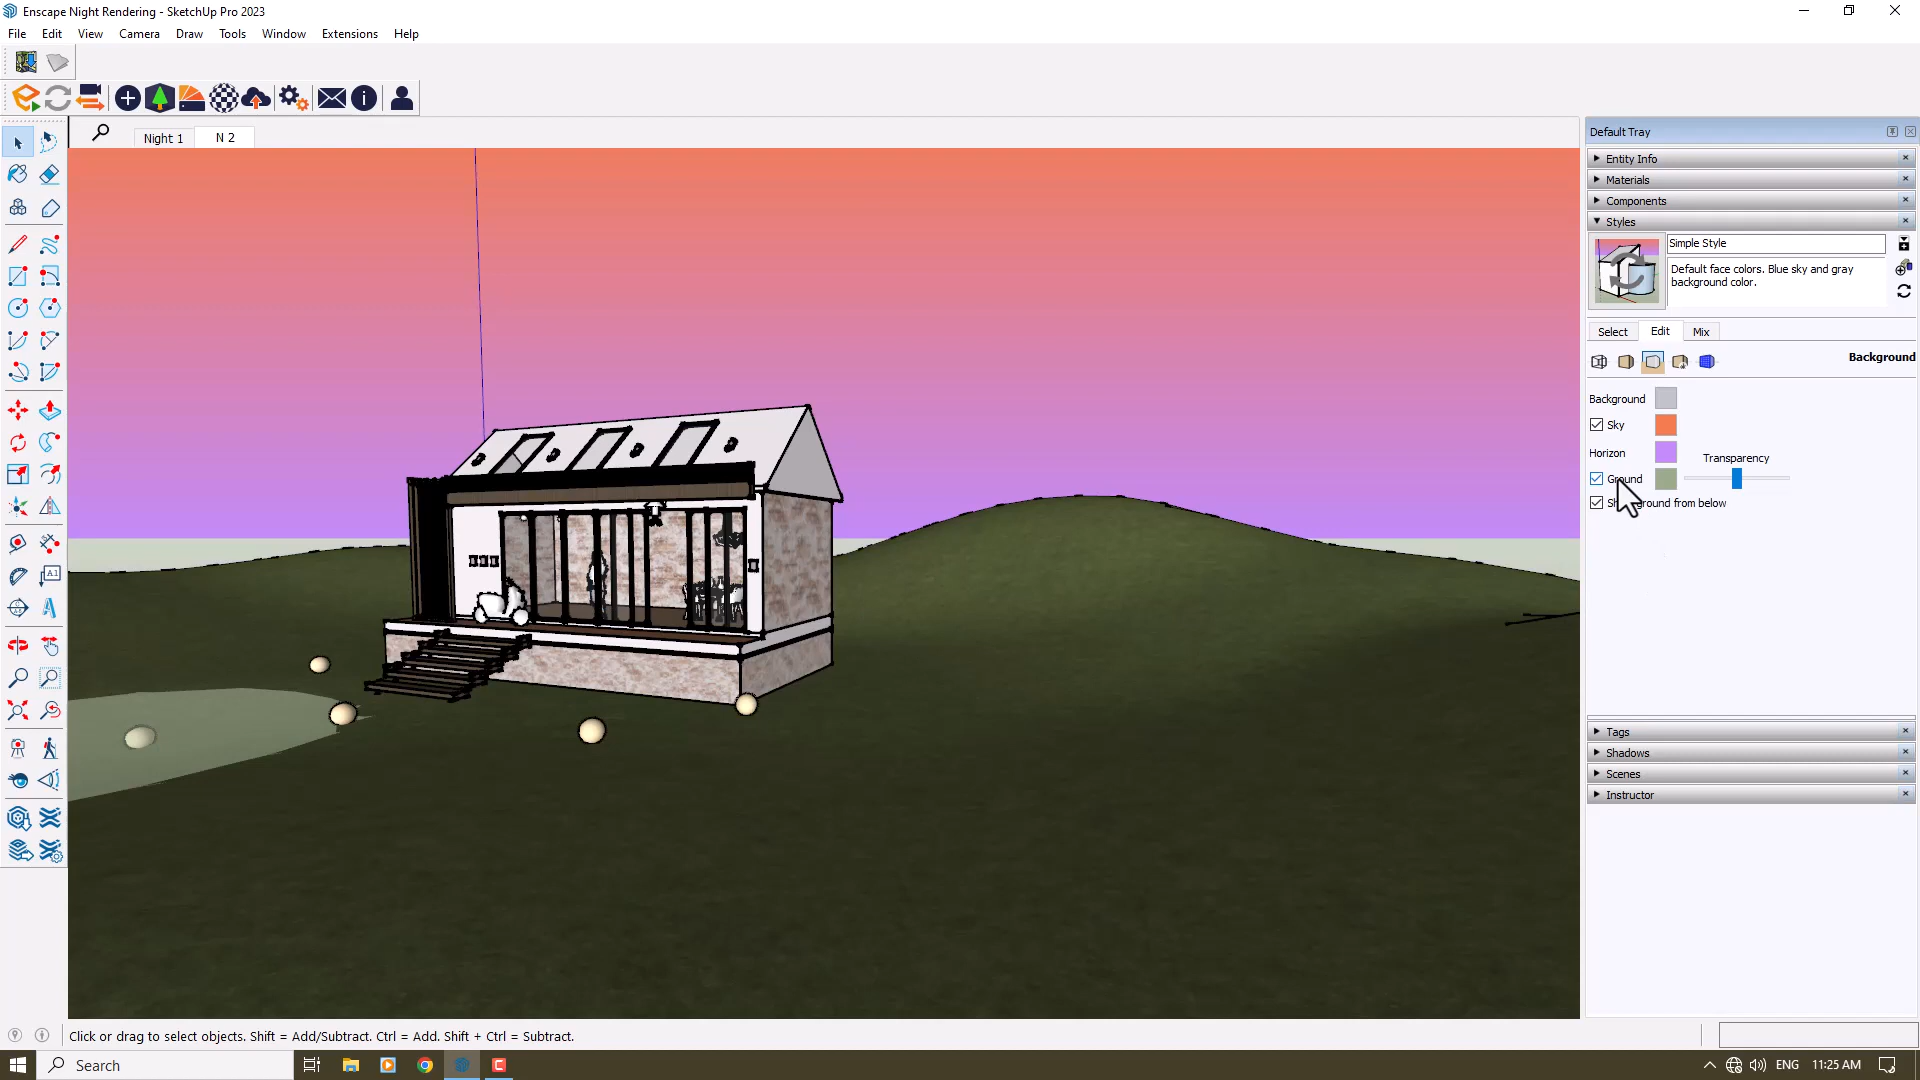 Enscape Night Rendering - SketchUp Pro 2023
File Edit View Camera Draw Tools Window Extensions Help
Night 1 N 2
Default Tray
Entity Info
Materials
Components
Styles
Simple Style
Default face colors. Blue sky and gray
background color.
Select Edit Mix
Background
Background
Sky
Horizon
Transparency
Ground
ground from below
Tags
Shadows
Scenes
Instructor
Click or drag to select objects. Shift = Add/Subtract. Ctrl = Add. Shift + Ctrl = Subtract.
Search
ENG 11:25 AM